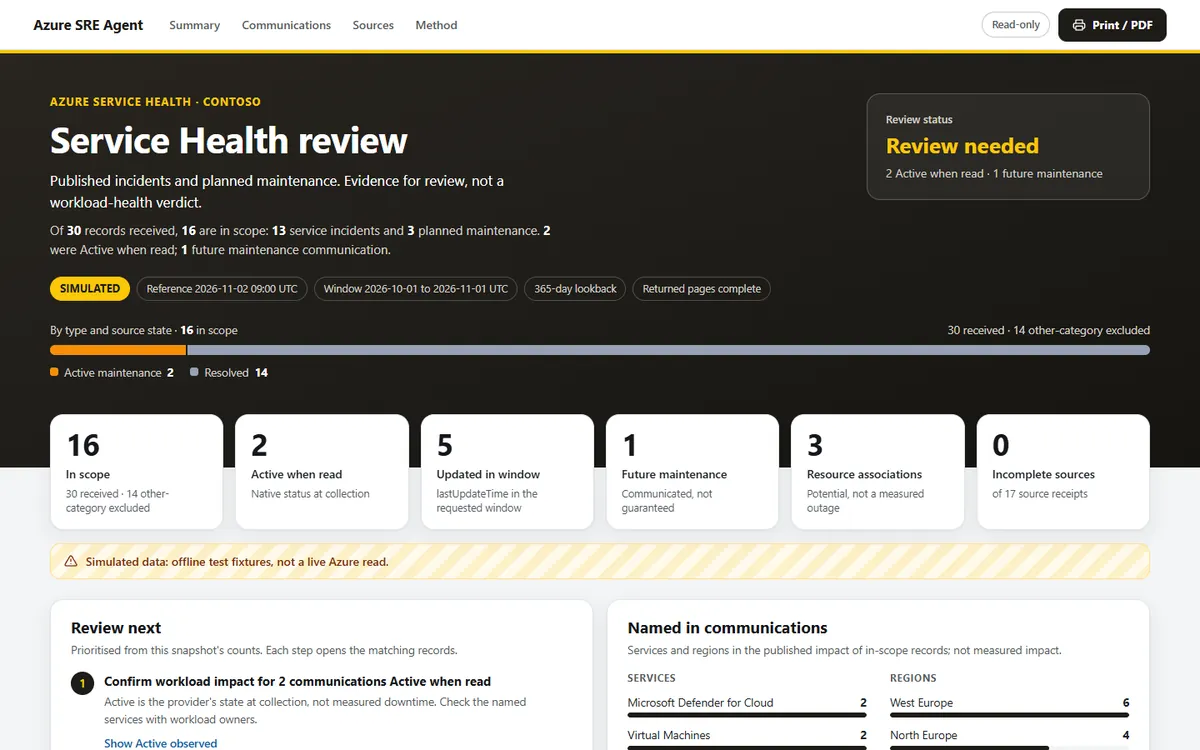 Azure SRE Agent
Summary
Communications
Sources
Method
Read-only
Print / PDF
AZURE SERVICE HEALTH · CONTOSO
Service Health review
Published incidents and planned maintenance. Evidence for review, not a
workload-health verdict.
Of 30 records received, 16 are in scope: 13 service incidents and 3 planned maintenance. 2
were Active when read; 1 future maintenance communication.
Review status
Review needed
2 Active when read · 1 future maintenance
SIMULATED
Reference 2026-11-02 09:00 UTC
Window 2026-10-01 to 2026-11-01 UTC
365-day lookback
Returned pages complete
By type and source state · 16 in scope
30 received · 14 other-category excluded
Active maintenance 2
Resolved 14
16
In scope
30 received · 14 other-
category excluded
2
Active when read
Native status at collection
5
Updated in window
lastUpdateTime in the
requested window
1
Future maintenance
Communicated, not
guaranteed
3
Resource associations
Potential, not a measured
outage
0
Incomplete sources
of 17 source receipts
Simulated data: offline test fixtures, not a live Azure read.
Review next
Prioritised from this snapshot's counts. Each step opens the matching records.
1
Confirm workload impact for 2 communications Active when read
Active is the provider's state at collection, not measured downtime. Check the named
services with workload owners.
Show Active observed
Named in communications
Services and regions in the published impact of in-scope records; not measured impact.
SERVICES
Microsoft Defender for Cloud 2
Virtual Machines 2
REGIONS
West Europe 6
North Europe 4